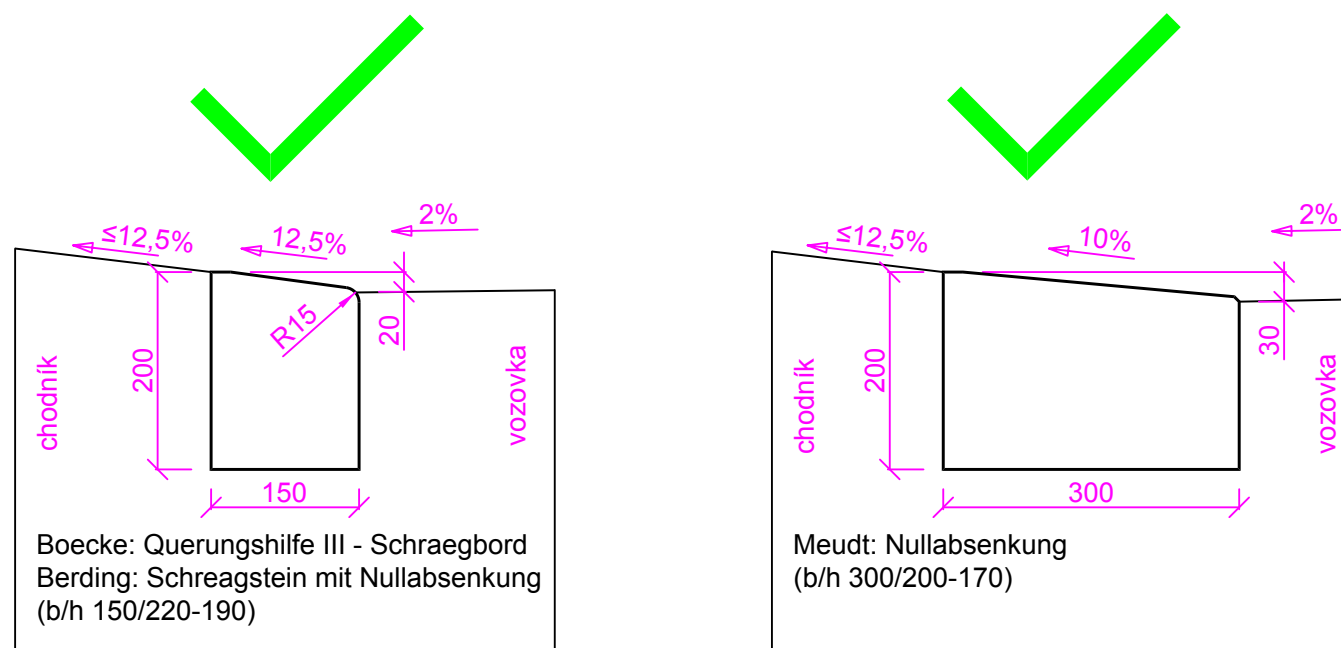 ≤12,5%
12,5%
2%
R15
20
200
chodník
vozovka
150
Boecke: Querungshilfe III - Schraegbord
Berding: Schreagstein mit Nullabsenkung
(b/h 150/220-190)
≤12,5%
10%
2%
30
200
chodník
vozovka
300
Meudt: Nullabsenkung
(b/h 300/200-170)